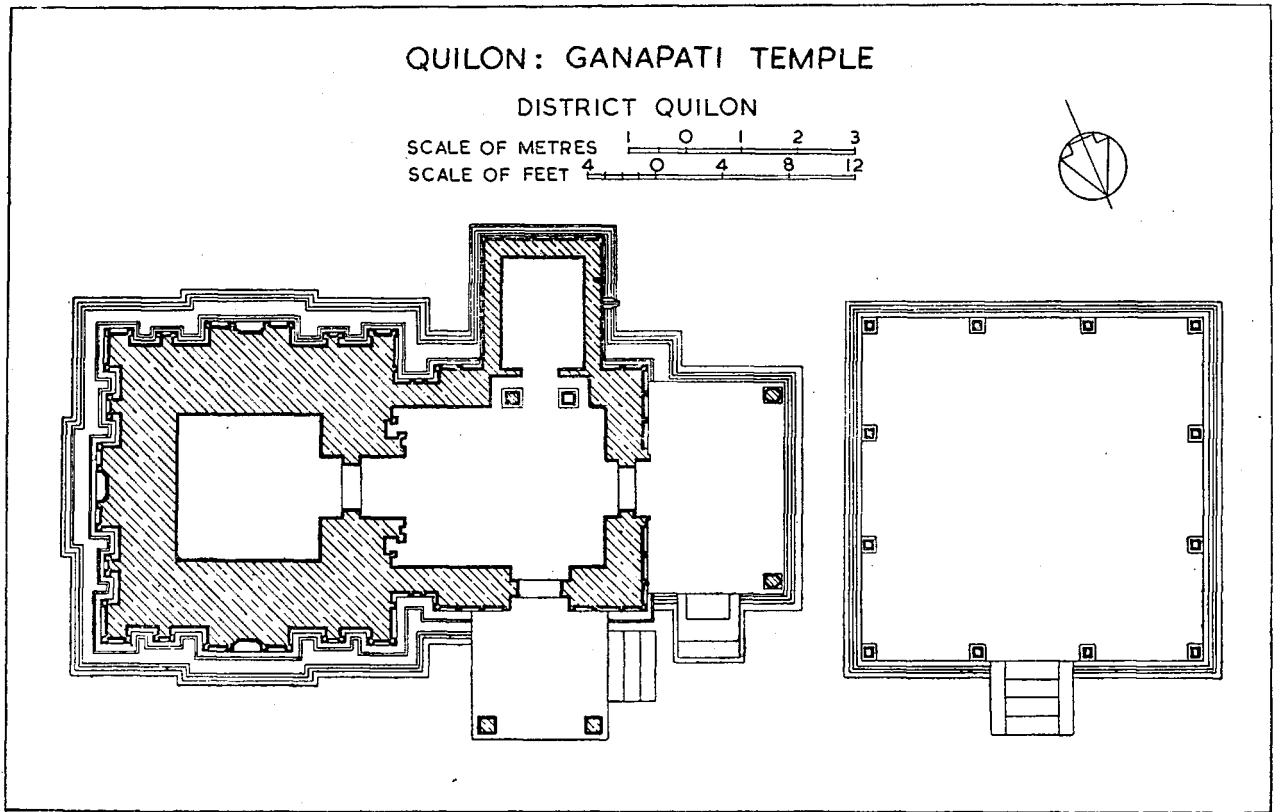 QUILON: GANAPATI TEMPLE
DISTRICT QUILON
SCALE OF METRES 1 0 1 2 3
SCALE OF FEET 4 0 4 8 12